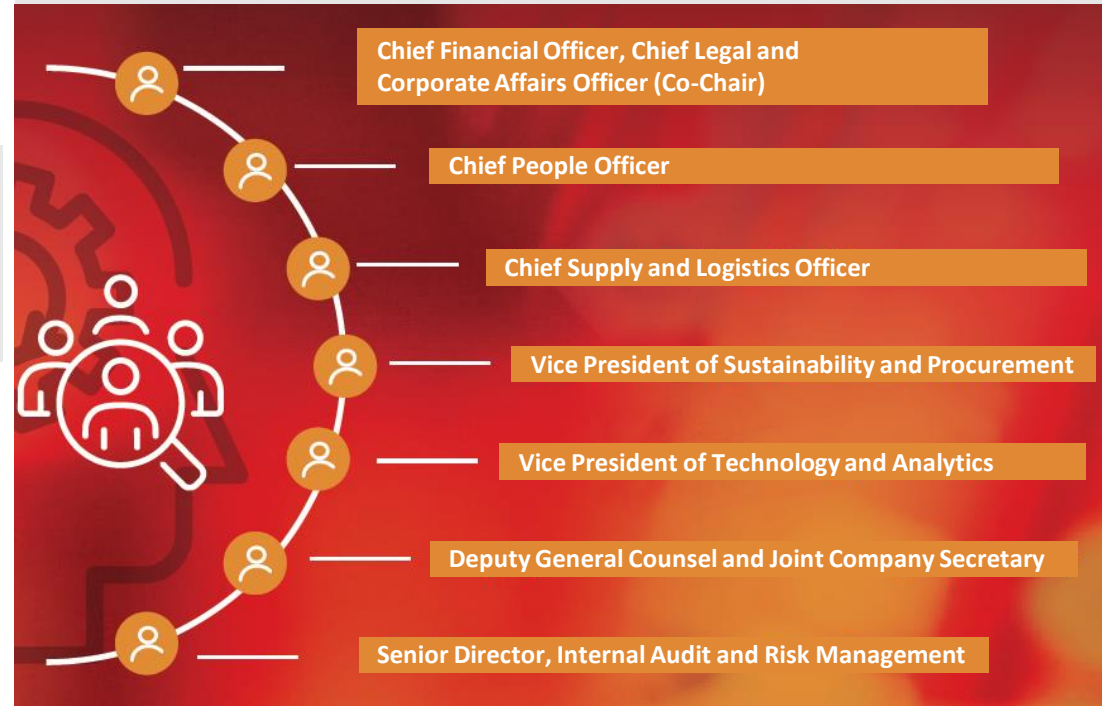 Chief Financial Officer, Chief Legal and
Corporate Affairs Officer (Co-Chair)
Chief People Officer
Chief Supply and Logistics Officer
Vice President of Sustainability and Procurement
Vice President of Technology and Analytics
Deputy General Counsel and Joint Company Secretary
Senior Director, Internal Audit and Risk Management